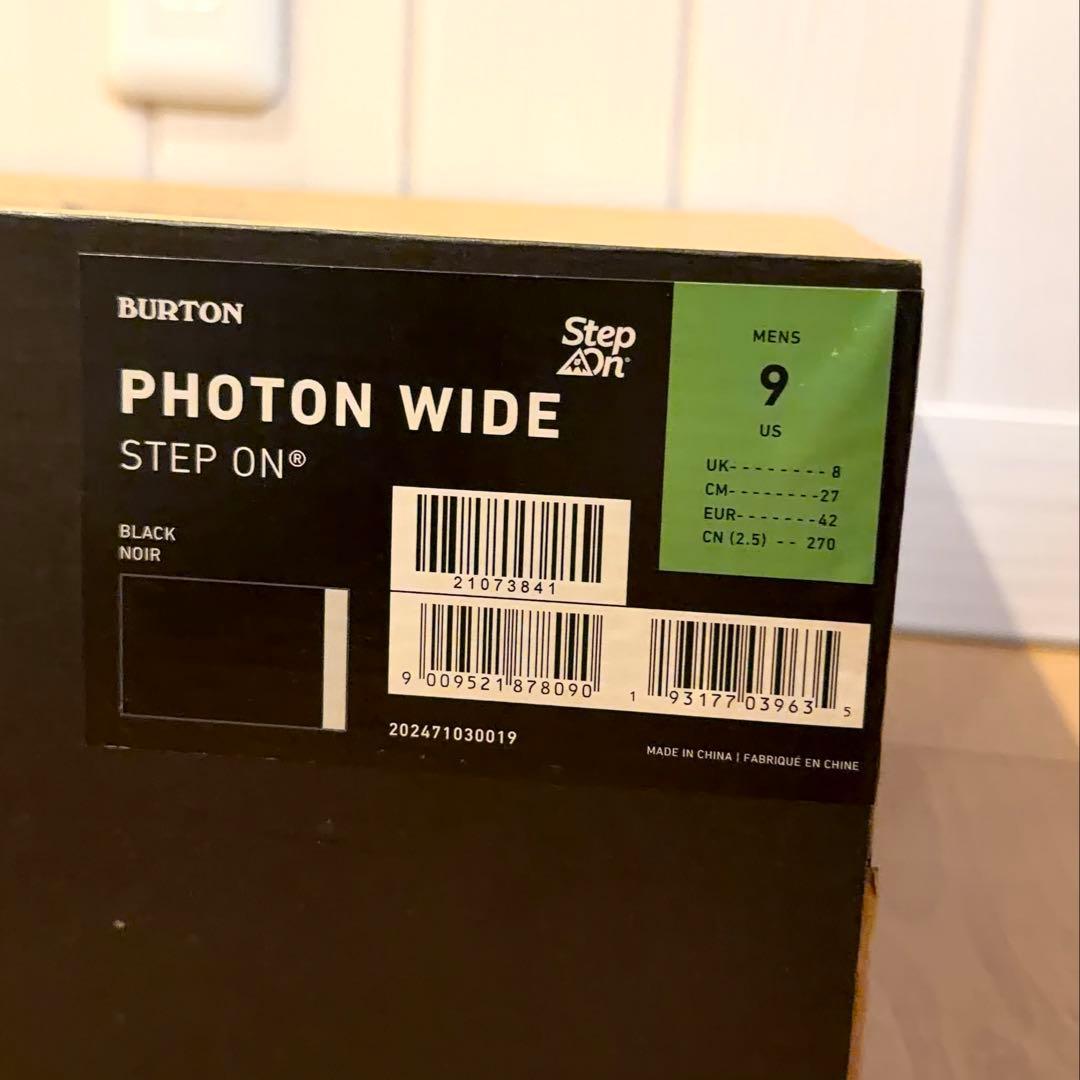 BURTON
Step
On
PHOTON WIDE
STEP ON®
BLACK
NOIR
MENS
9
US
UK- - - - - - - - 8
CM- - - - - - - -27
EUR- - - - - - -42
CN (2.5) - - 270
21073841
9 009521 878090
1 93177 03963 5
202471030019
MADE IN CHINA | FABRIQUÉ EN CHINE